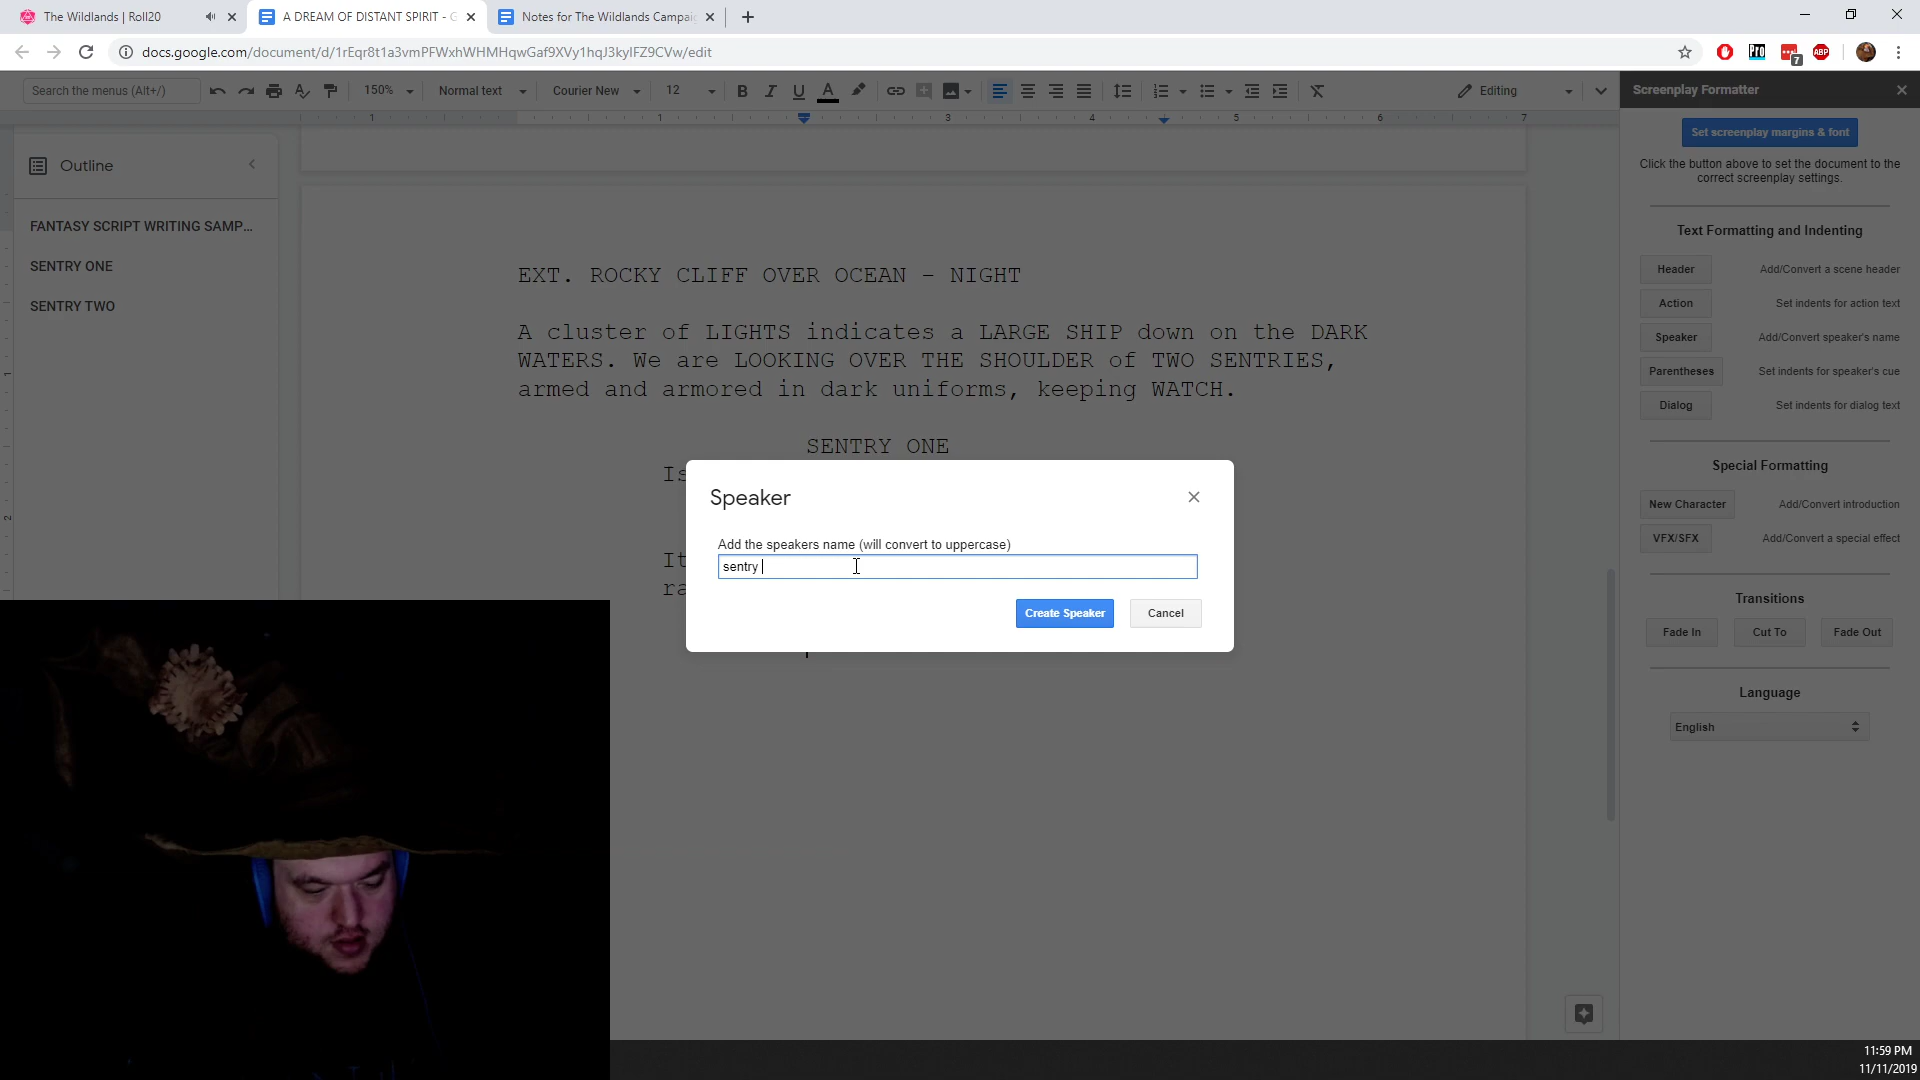 The Wildlands | Roll20
A DREAM OF DISTANT SPIRIT - G
Notes for The Wildlands Campai
docs.google.com/document/d/1rEqr8t1a3vmPFWxhWHMHqwGaf9XVy1hqJ3kyIFZ9CVw/edit
7
Search the menus (Alt+/)
150%
Normal text
Courier New
12
Editing
Screenplay Formatter
1 1 3 4 5 6 7
Set screenplay margins & font
Click the button above to set the document to the
correct screenplay settings.
Outline
FANTASY SCRIPT WRITING SAMP...
SENTRY ONE
SENTRY TWO
EXT. ROCKY CLIFF OVER OCEAN - NIGHT
A cluster of LIGHTS indicates a LARGE SHIP down on the DARK
WATERS. We are LOOKING OVER THE SHOULDER of TWO SENTRIES,
armed and armored in dark uniforms, keeping WATCH.
SENTRY ONE
Is
It
ra
Speaker
Add the speakers name (will convert to uppercase)
sentry
Create Speaker
Cancel
Text Formatting and Indenting
Header Add/Convert a scene header
Action Set indents for action text
Speaker Add/Convert speaker's name
Parentheses Set indents for speaker's cue
Dialog Set indents for dialog text
Special Formatting
New Character Add/Convert introduction
VFX/SFX Add/Convert a special effect
Transitions
Fade In Cut To Fade Out
Language
English
11:59 PM
11/11/2019